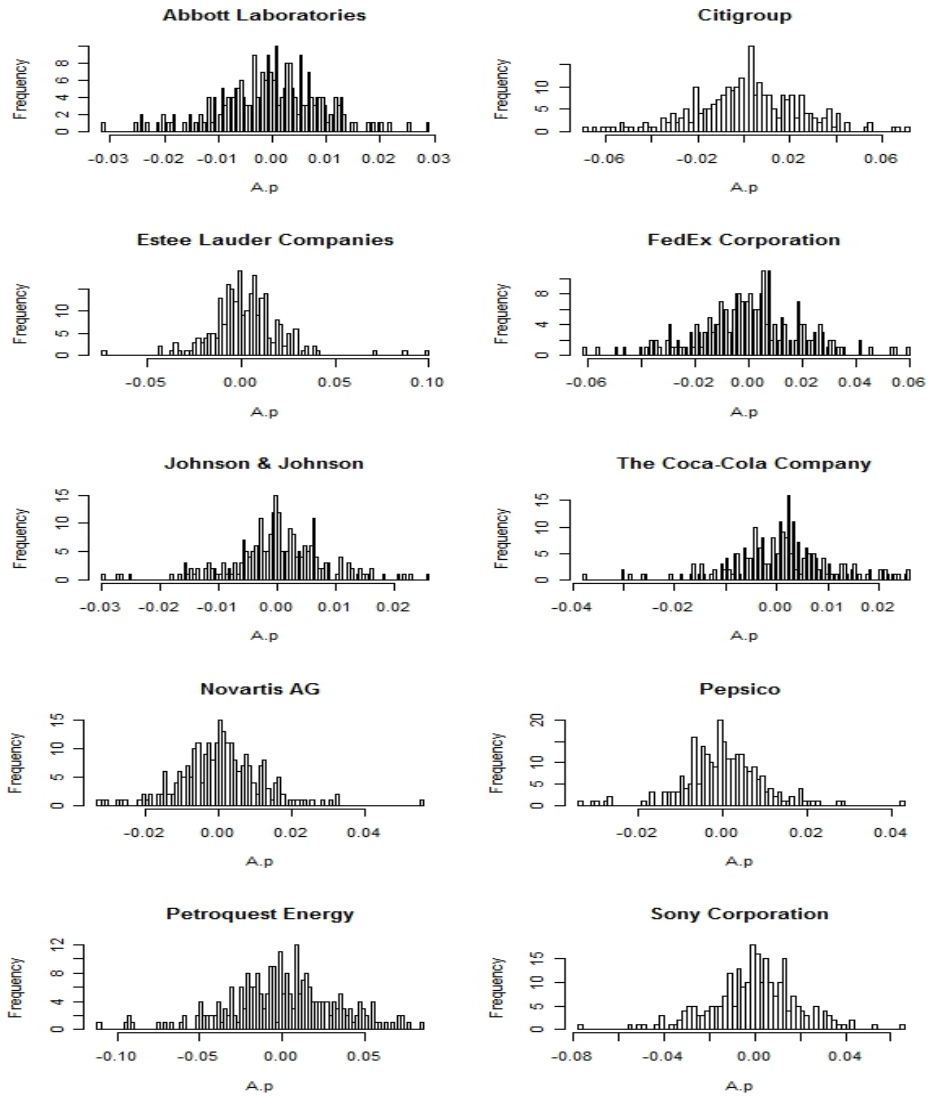 Abbott Laboratories
Frequency
0 2 4 6 8
-0.03 -0.02 -0.01 0.00 0.01 0.02 0.03
A.p
Citigroup
Frequency
0 5 10
-0.06 -0.02 0.02 0.06
A.p
Estee Lauder Companies
Frequency
0 5 10
-0.05 0.00 0.05 0.10
A.p
FedEx Corporation
Frequency
0 4 8
-0.06 -0.02 0.00 0.02 0.04 0.06
A.p
Johnson & Johnson
Frequency
0 5 10 15
-0.03 -0.02 -0.01 0.00 0.01 0.02
A.p
The Coca-Cola Company
Frequency
0 5 10 15
-0.04 -0.02 0.00 0.01 0.02
A.p
Novartis AG
Frequency
0 5 10 15
-0.02 0.00 0.02 0.04
A.p
Pepsico
Frequency
0 5 10 20
-0.02 0.00 0.02 0.04
A.p
Petroquest Energy
Frequency
0 4 8 12
-0.10 -0.05 0.00 0.05
A.p
Sony Corporation
Frequency
0 5 10 15
-0.08 -0.04 0.00 0.04
A.p